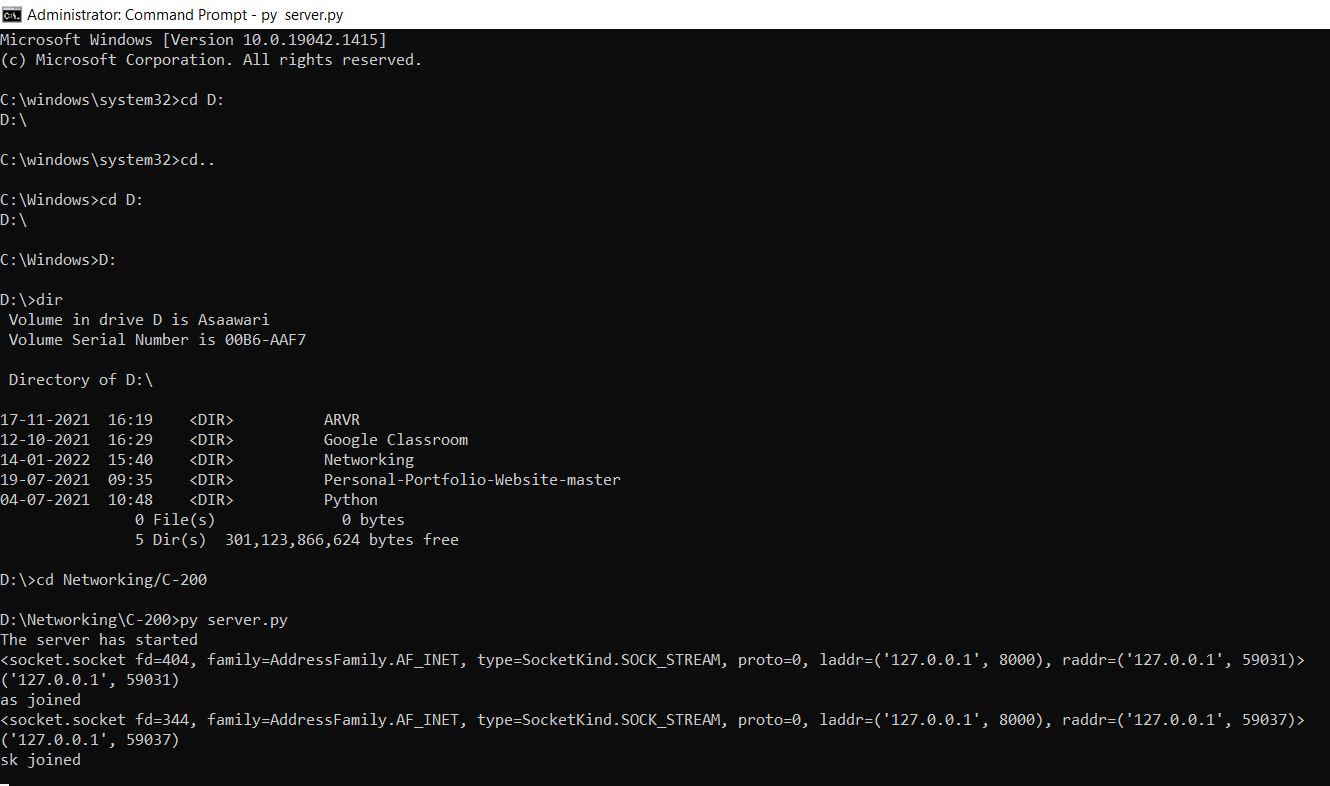 Administrator: Command Prompt - py  server.py
Microsoft Windows [Version 10.0.19042.1415]
(c) Microsoft Corporation. All rights reserved.
C:\windows\system32>cd D:
D:\
C:\windows\system32>cd..
C:\Windows>cd D:
D:\
C:\Windows>D:
D:\>dir
 Volume in drive D is Asaawari
 Volume Serial Number is 00B6-AAF7
 Directory of D:\
17-11-2021  16:19    <DIR>          ARVR
12-10-2021  16:29    <DIR>          Google Classroom
14-01-2022  15:40    <DIR>          Networking
19-07-2021  09:35    <DIR>          Personal-Portfolio-Website-master
04-07-2021  10:48    <DIR>          Python
               0 File(s)              0 bytes
               5 Dir(s)  301,123,866,624 bytes free
D:\>cd Networking/C-200
D:\Networking\C-200>py server.py
The server has started
<socket.socket fd=404, family=AddressFamily.AF_INET, type=SocketKind.SOCK_STREAM, proto=0, laddr=('127.0.0.1', 8000), raddr=('127.0.0.1', 59031)>
('127.0.0.1', 59031)
as joined
<socket.socket fd=344, family=AddressFamily.AF_INET, type=SocketKind.SOCK_STREAM, proto=0, laddr=('127.0.0.1', 8000), raddr=('127.0.0.1', 59037)>
('127.0.0.1', 59037)
sk joined